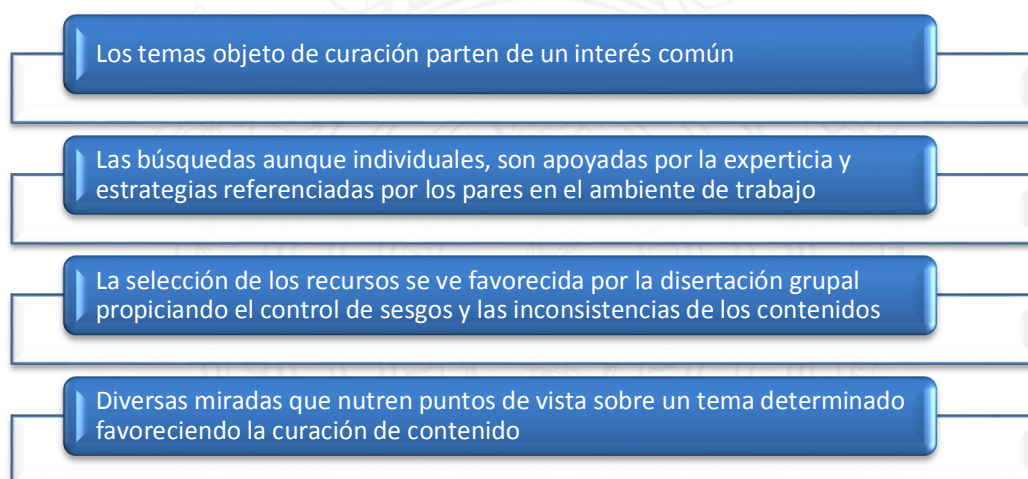 Los temas objeto de curación parten de un interés común
Las búsquedas aunque individuales, son apoyadas por la experticia y
estrategias referenciadas por los pares en el ambiente de trabajo
La selección de los recursos se ve favorecida por la disertación grupal
propiciando el control de sesgos y las inconsistencias de los contenidos
Diversas miradas que nutren puntos de vista sobre un tema determinado
favoreciendo la curación de contenido